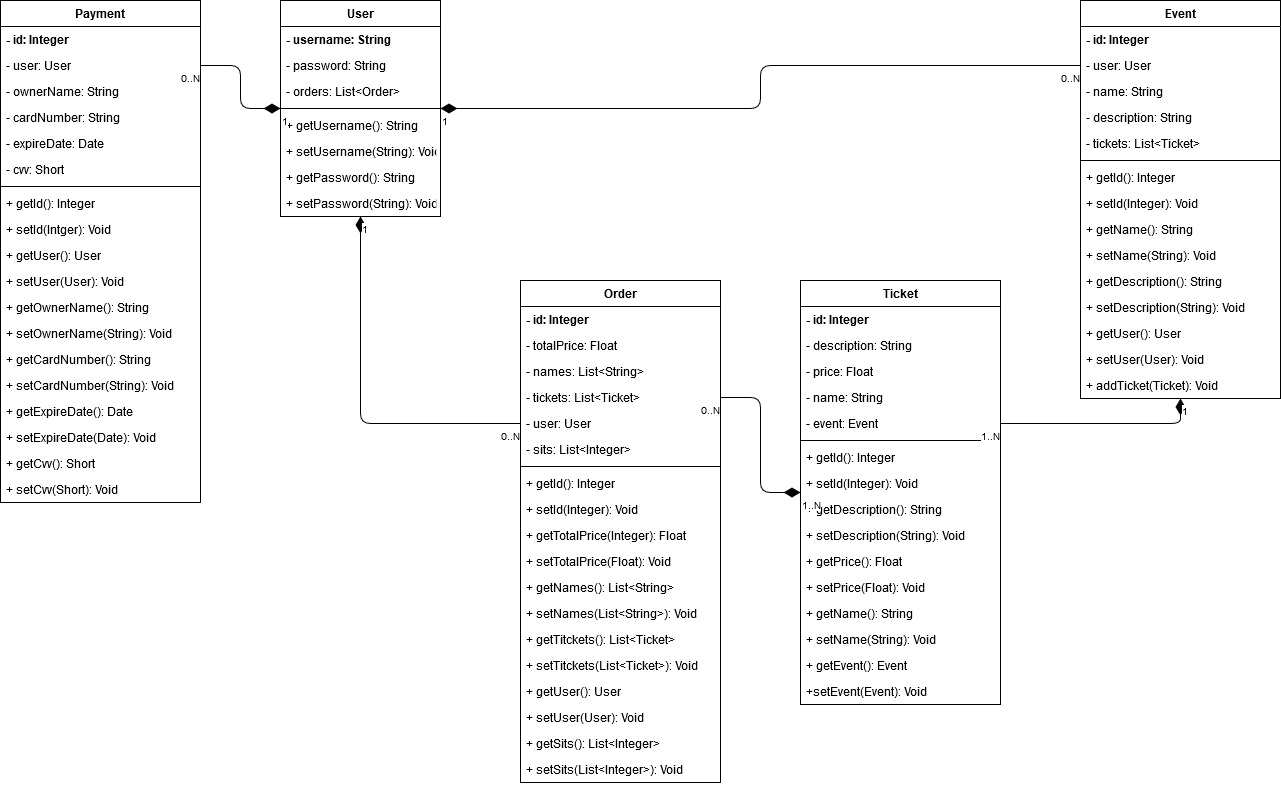 Payment
- id: Integer
- user: User
- ownerName: String
- cardNumber: String
- expireDate: Date
- cvv: Short
+ getId(): Integer
+ setId(Intger): Void
+ getUser(): User
+ setUser(User): Void
+ getOwnerName(): String
+ setOwnerName(String): Void
+ getCardNumber(): String
+ setCardNumber(String): Void
+ getExpireDate(): Date
+ setExpireDate(Date): Void
+ getCvv(): Short
+ setCvv(Short): Void
0..N
1
User
- username: String
- password: String
- orders: List<Order>
+ getUsername(): String
+ setUsername(String): Void
+ getPassword(): String
+ setPassword(String): Void
1
1
0..N
Event
- id: Integer
- user: User
- name: String
- description: String
- tickets: List<Ticket>
+ getId(): Integer
+ setId(Integer): Void
+ getName(): String
+ setName(String): Void
+ getDescription(): String
+ setDescription(String): Void
+ getUser(): User
+ setUser(User): Void
+ addTicket(Ticket): Void
1
Order
- id: Integer
- totalPrice: Float
- names: List<String>
- tickets: List<Ticket>
- user: User
- sits: List<Integer>
+ getId(): Integer
+ setId(Integer): Void
+ getTotalPrice(Integer): Float
+ setTotalPrice(Float): Void
+ getNames(): List<String>
+ setNames(List<String>): Void
+ getTitckets(): List<Ticket>
+ setTitckets(List<Ticket>): Void
+ getUser(): User
+ setUser(User): Void
+ getSits(): List<Integer>
+ setSits(List<Integer>): Void
0..N
0..N
Ticket
- id: Integer
- description: String
- price: Float
- name: String
- event: Event
1..N
+ getId(): Integer
+ setId(Integer): Void
1..N
+ getDescription(): String
+ setDescription(String): Void
+ getPrice(): Float
+ setPrice(Float): Void
+ getName(): String
+ setName(String): Void
+ getEvent(): Event
+setEvent(Event): Void